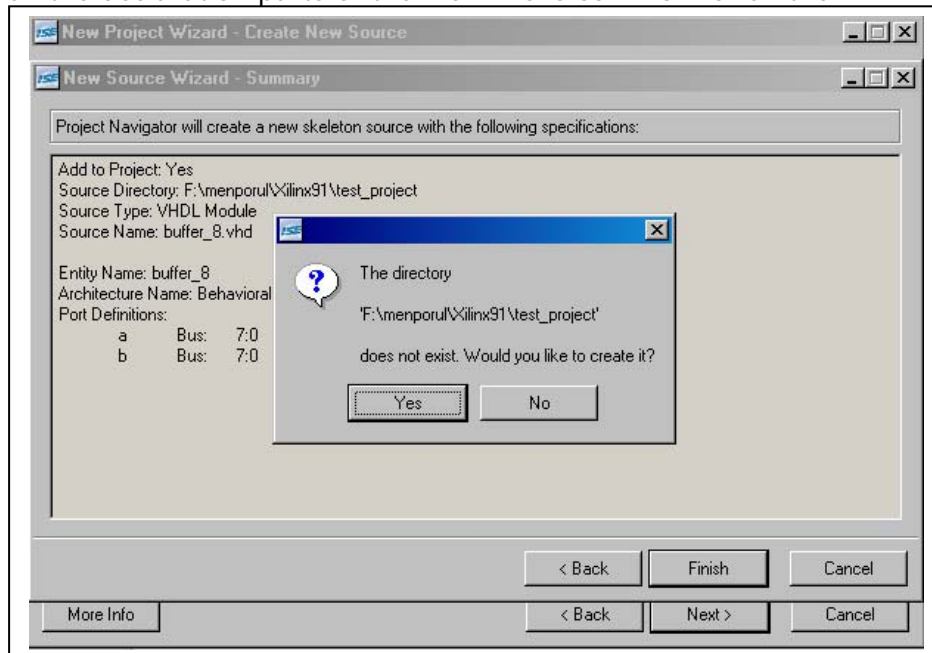 ISE New Project Wizard - Create New Source
ISE New Source Wizard - Summary
Project Navigator will create a new skeleton source with the following specifications:
Add to Project: Yes
Source Directory: F:\menporul\Xilinx91\test_project
Source Type: VHDL Module
Source Name: buffer_8.vhd
Entity Name: buffer_8
Architecture Name: Behavioral
Port Definitions:
a Bus: 7:0
b Bus: 7:0
ISE
The directory
'F:\menporul\Xilinx91\test_project'
does not exist. Would you like to create it?
Yes No
< Back Finish Cancel
More Info < Back Next > Cancel